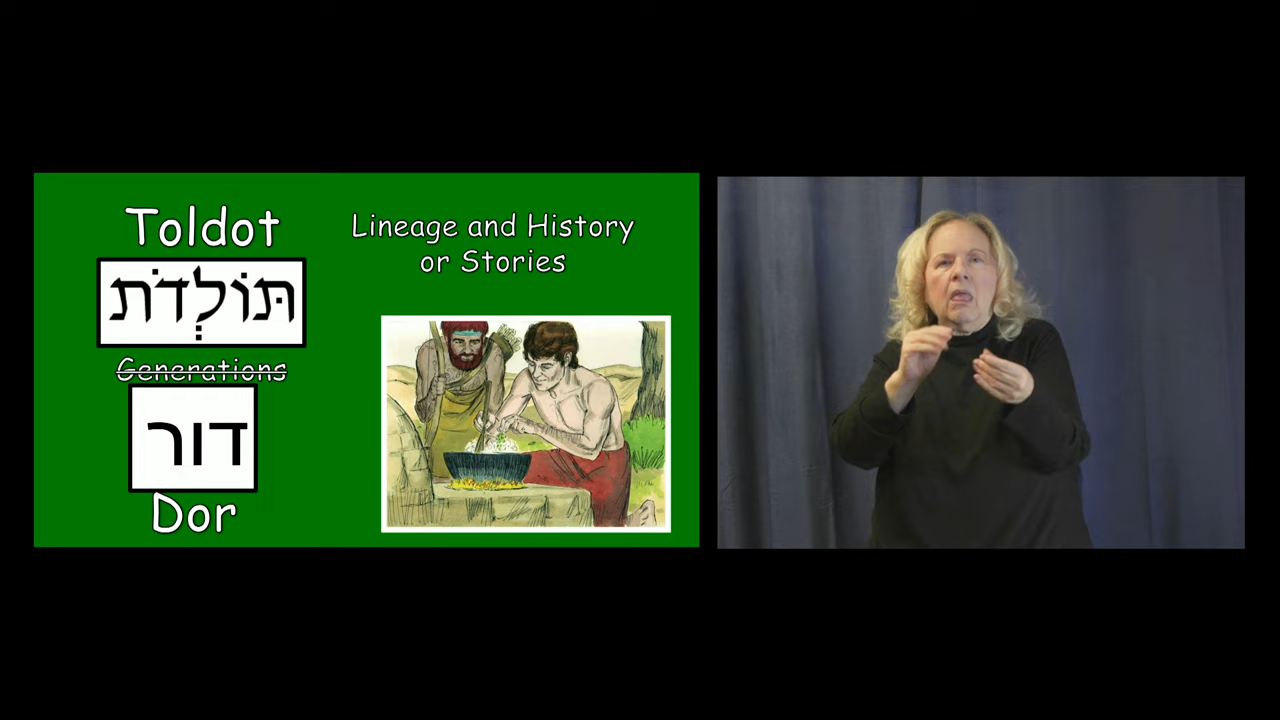 Toldot
תּוֹלְדֹת
Generations
דור
Dor
Lineage and History
or Stories